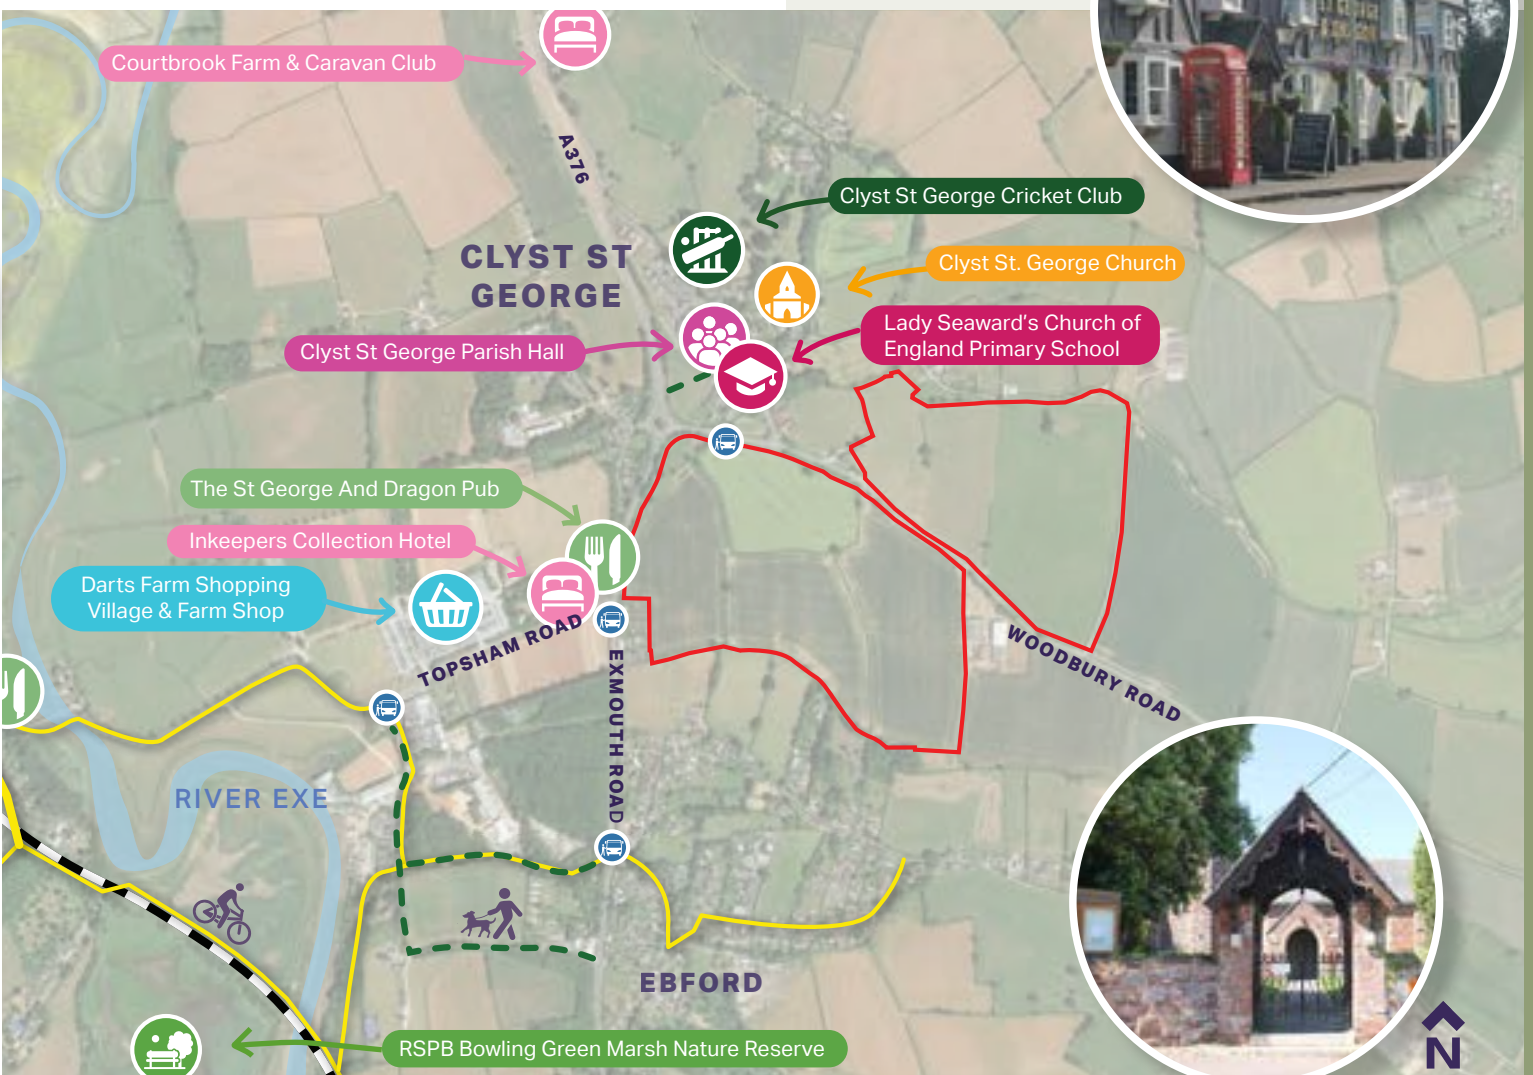 Courtbrook Farm & Caravan Club
A376
Clyst St George Cricket Club
CLYST ST
GEORGE
Clyst St. George Church
Lady Seaward's Church of
England Primary School
Clyst St George Parish Hall
The St George And Dragon Pub
Inkeepers Collection Hotel
Darts Farm Shopping
Village & Farm Shop
TOPSHAM ROAD
EXMOUTH ROAD
WOODBURY ROAD
RIVER EXE
EBFORD
RSPB Bowling Green Marsh Nature Reserve
N